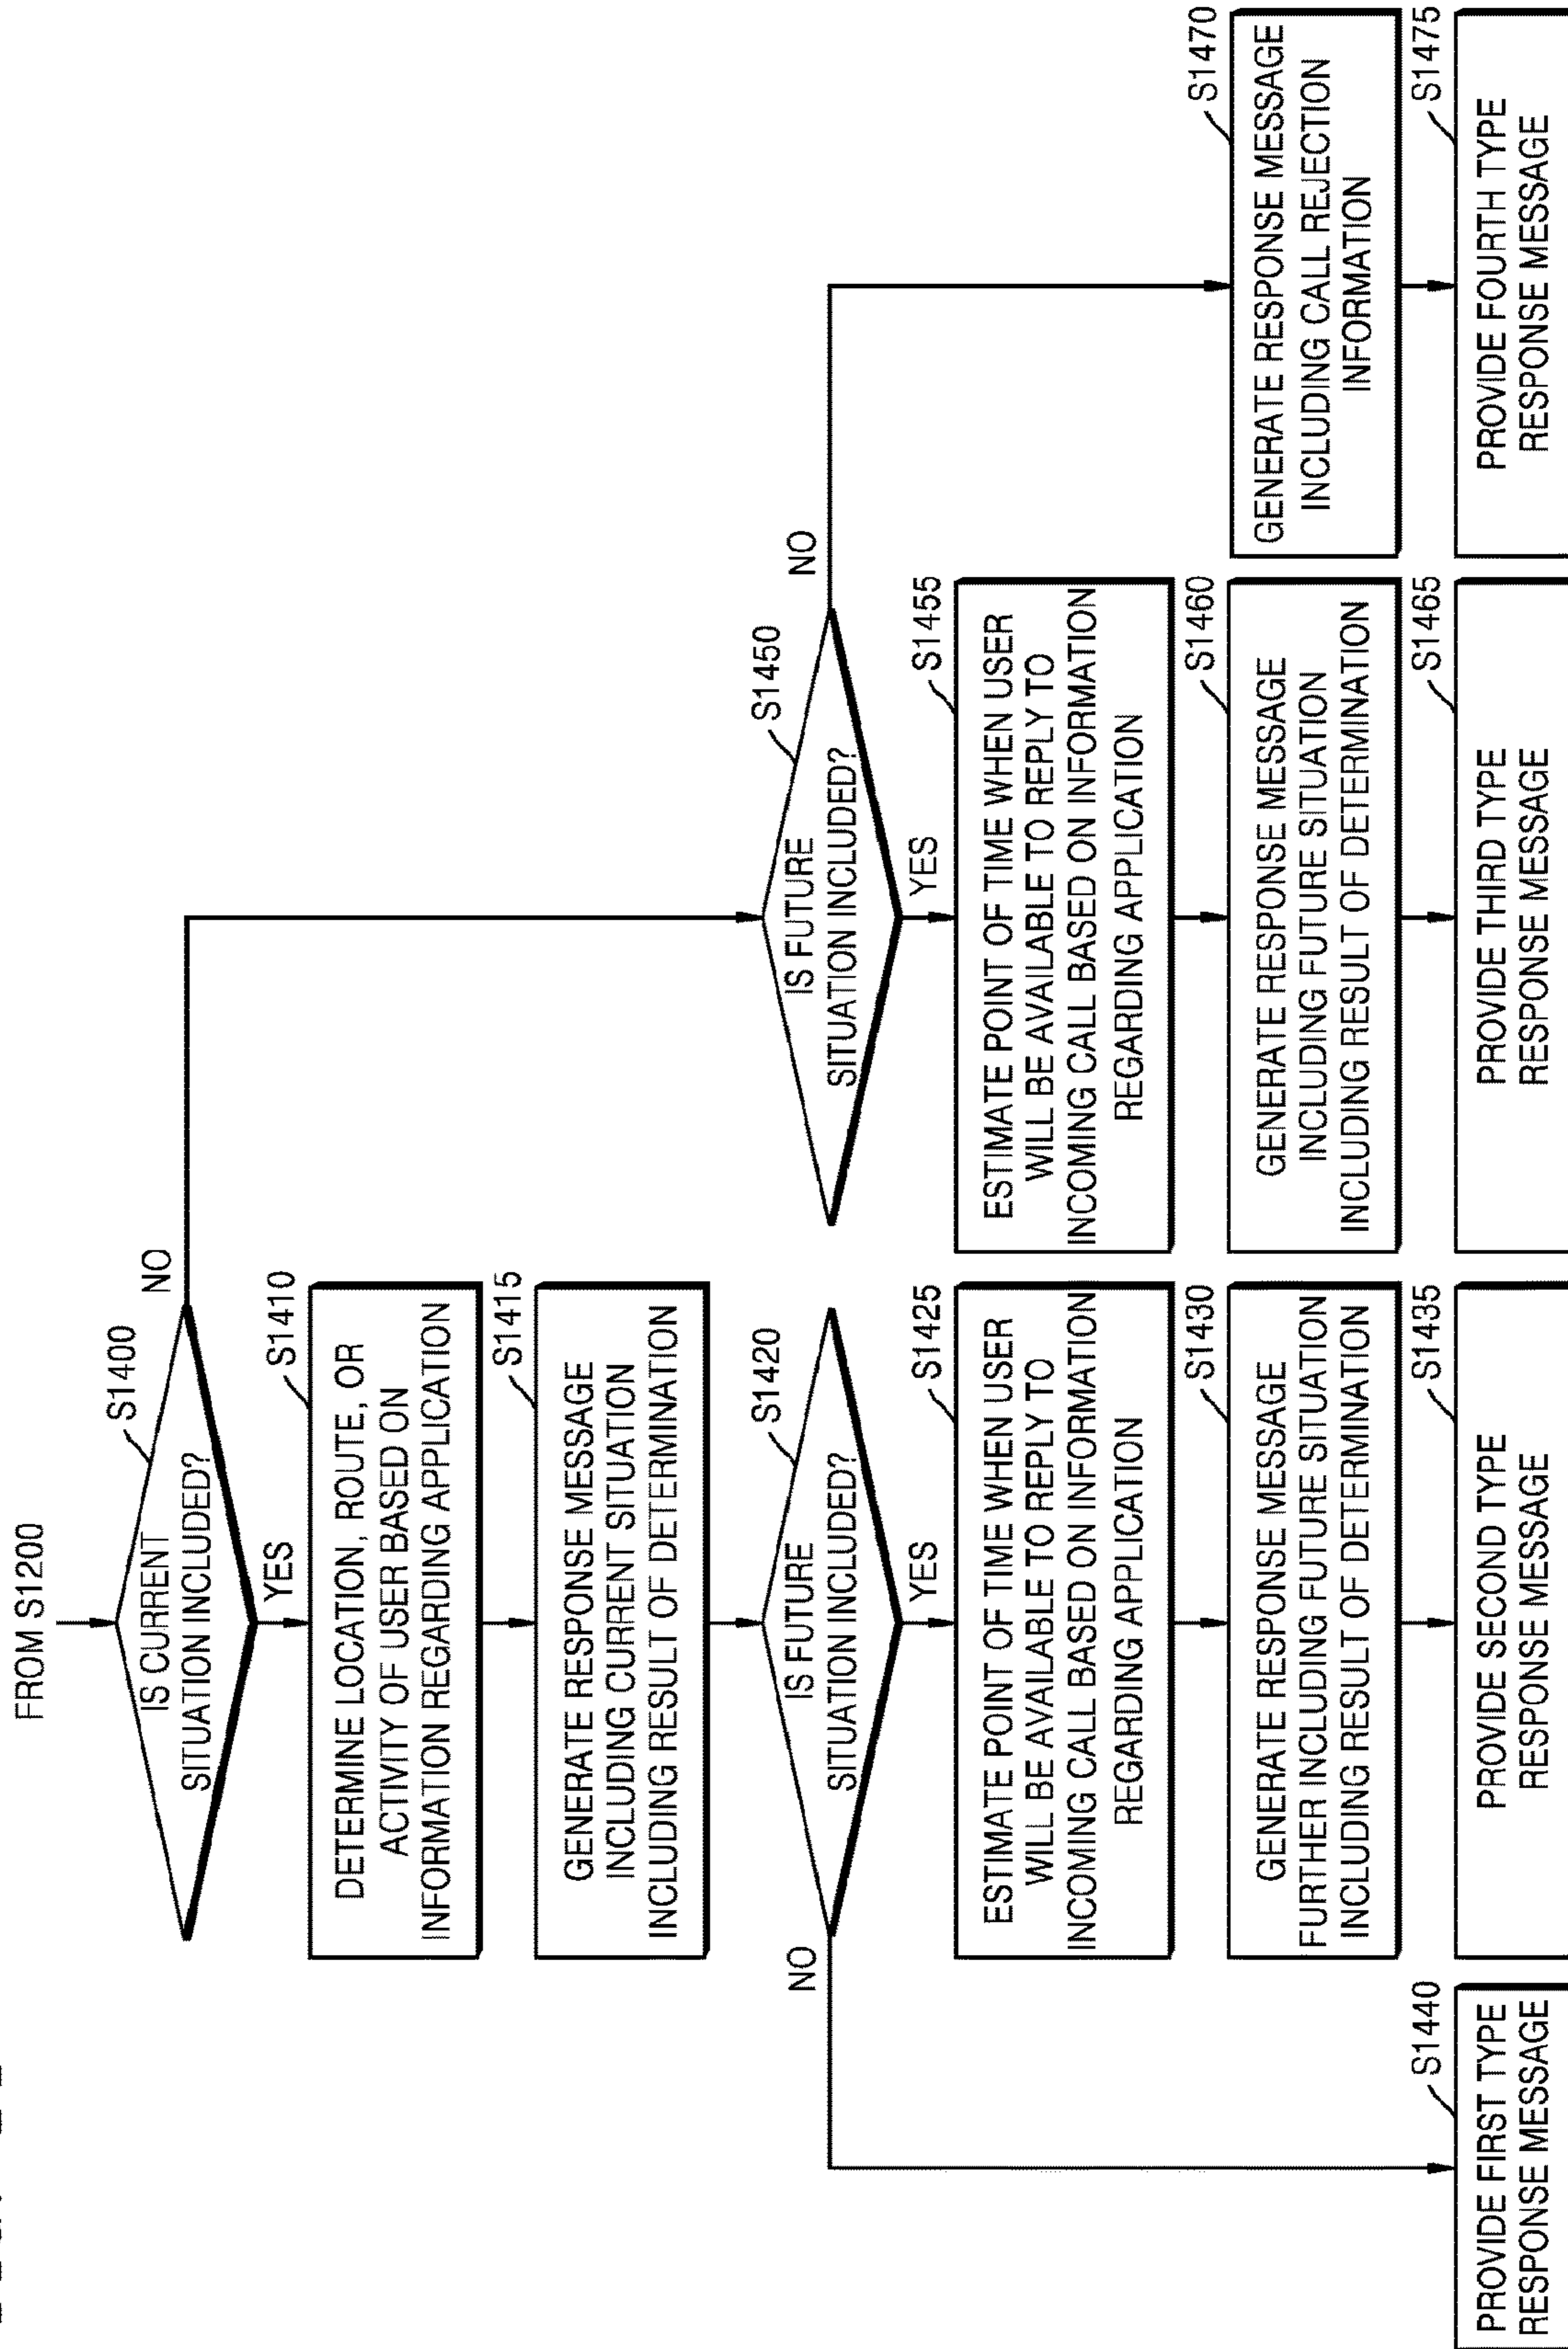 FROM S1200
S1400
IS CURRENT
SITUATION INCLUDED?
NO
YES
S1410
DETERMINE LOCATION, ROUTE, OR
ACTIVITY OF USER BASED ON
INFORMATION REGARDING APPLICATION
S1415
GENERATE RESPONSE MESSAGE
INCLUDING CURRENT SITUATION
INCLUDING RESULT OF DETERMINATION
S1420
IS FUTURE
SITUATION INCLUDED?
NO
YES
S1425
ESTIMATE POINT OF TIME WHEN USER
WILL BE AVAILABLE TO REPLY TO
INCOMING CALL BASED ON INFORMATION
REGARDING APPLICATION
S1430
GENERATE RESPONSE MESSAGE
FURTHER INCLUDING FUTURE SITUATION
INCLUDING RESULT OF DETERMINATION
S1435
PROVIDE SECOND TYPE
RESPONSE MESSAGE
S1440
PROVIDE FIRST TYPE
RESPONSE MESSAGE
S1450
IS FUTURE
SITUATION INCLUDED?
NO
YES
S1455
ESTIMATE POINT OF TIME WHEN USER
WILL BE AVAILABLE TO REPLY TO
INCOMING CALL BASED ON INFORMATION
REGARDING APPLICATION
S1460
GENERATE RESPONSE MESSAGE
INCLUDING FUTURE SITUATION
INCLUDING RESULT OF DETERMINATION
S1465
PROVIDE THIRD TYPE
RESPONSE MESSAGE
S1470
GENERATE RESPONSE MESSAGE
INCLUDING CALL REJECTION
INFORMATION
S1475
PROVIDE FOURTH TYPE
RESPONSE MESSAGE